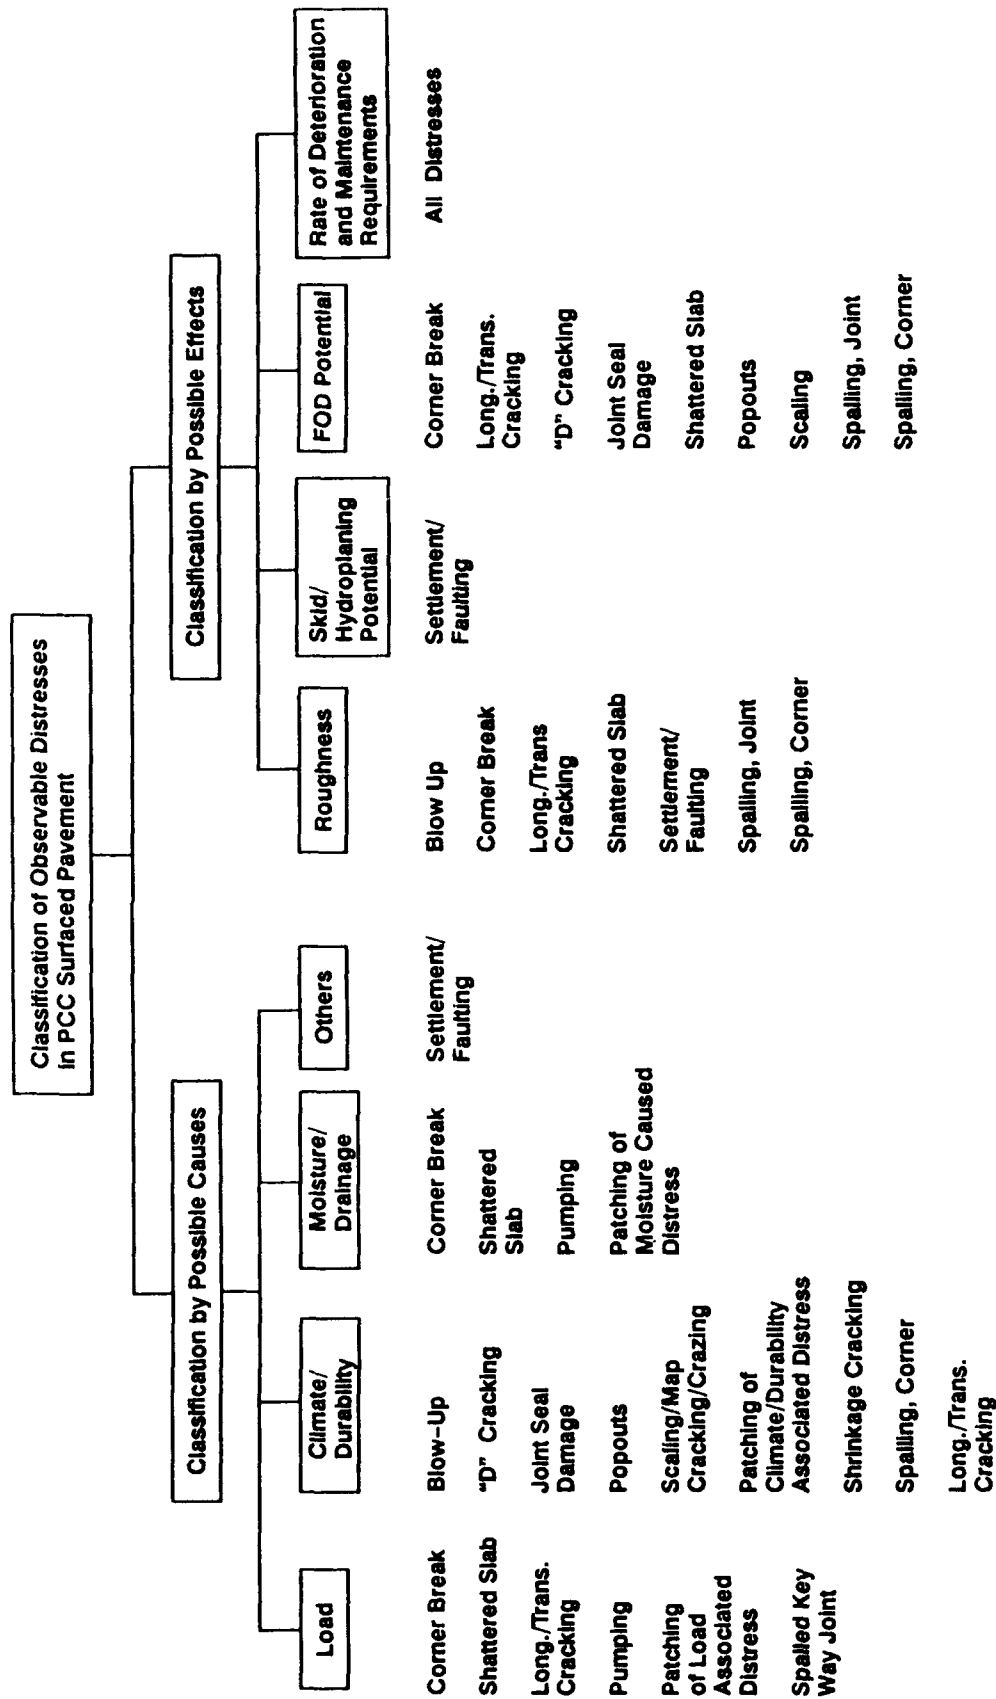 Classification of Observable Distresses
in PCC Surfaced Pavement
Classification by Possible Causes
Classification by Possible Effects
Load
Climate/
Durability
Moisture/
Drainage
Others
Roughness
Skid/
Hydroplaning
Potential
FOD Potential
Rate of Deterioration
and Maintenance
Requirements
Corner Break
Shattered Slab
Long./Trans.
Cracking
Pumping
Patching
of Load
Associated
Distress
Spalled Key
Way Joint
Blow-Up
"D" Cracking
Joint Seal
Damage
Popouts
Scaling/Map
Cracking/Crazing
Patching of
Climate/Durability
Associated Distress
Shrinkage Cracking
Spalling, Corner
Long./Trans.
Cracking
Corner Break
Shattered
Slab
Pumping
Patching of
Moisture Caused
Distress
Settlement/
Faulting
Blow Up
Corner Break
Long./Trans
Cracking
Shattered Slab
Settlement/
Faulting
Spalling, Joint
Spalling, Corner
Settlement/
Faulting
Corner Break
Long./Trans.
Cracking
"D" Cracking
Joint Seal
Damage
Shattered Slab
Popouts
Scaling
Spalling, Joint
Spalling, Corner
All Distresses